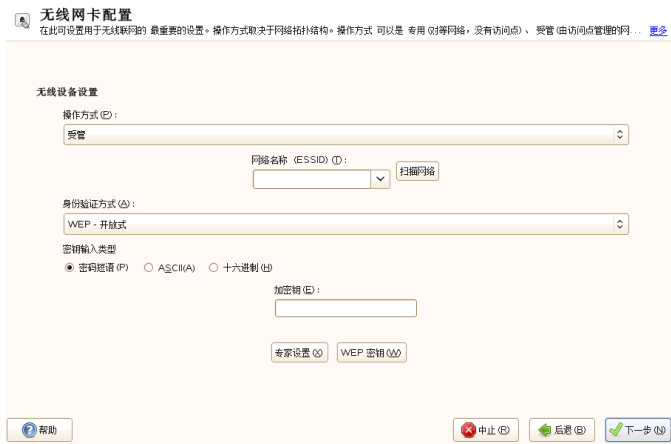 无线网卡配置
在此可设置用于无线联网的 最重要的设置。操作方式取决于网络拓扑结构。操作方式 可以是 专用(对等网络，没有访问点)、 受管(由访问点管理的网... 更多
无线设备设置
操作方式(P)：
受管
网络名称 (ESSID) (T)：
扫描网络
身份验证方式(A)：
WEP - 开放式
密钥输入类型
密码短语(P) ASCII(A) 十六进制(H)
加密钥(E)：
专家设置(X) WEP 密钥(W)
帮助 中止(R) 后退(B) 下一步(N)